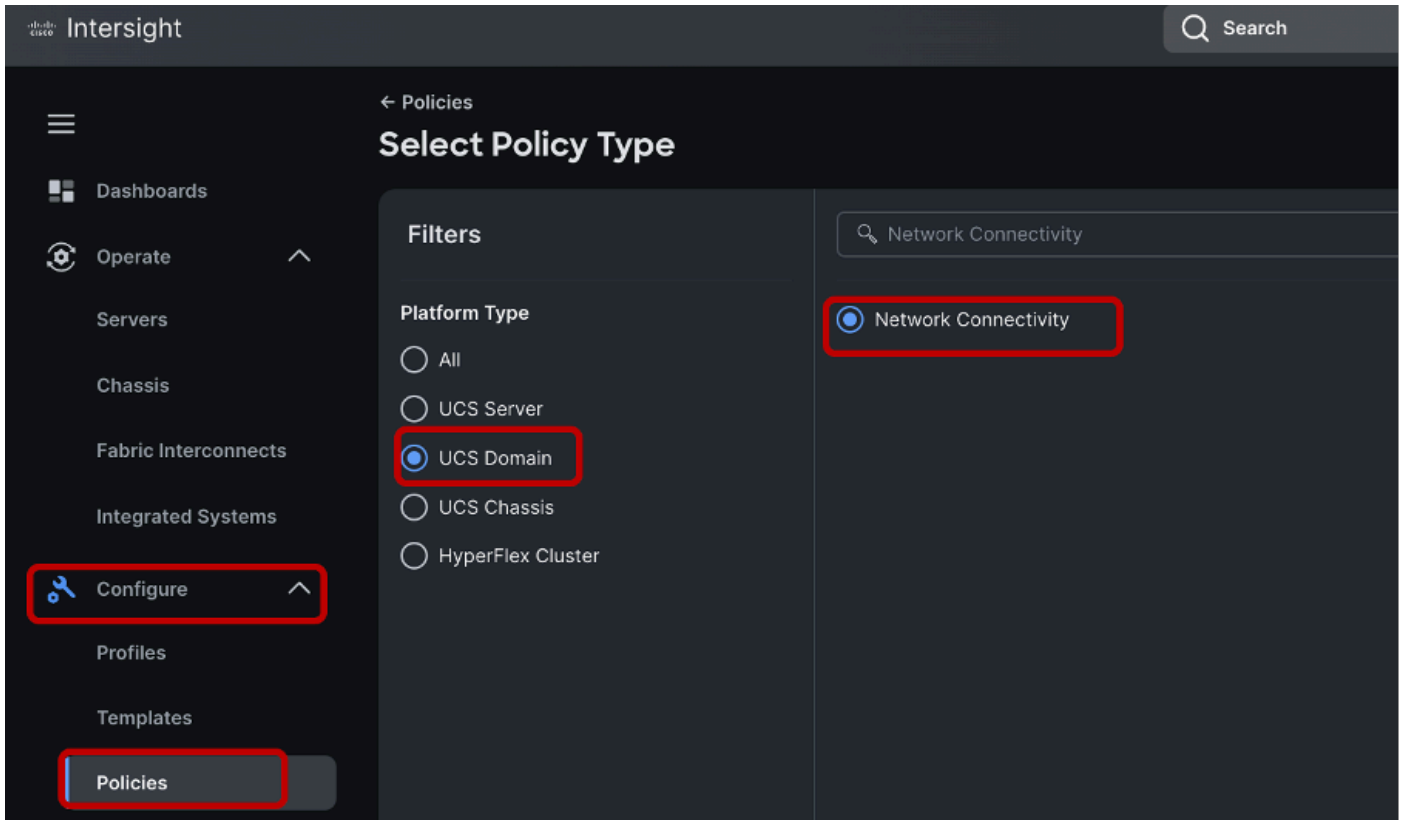 cisco Intersight
Search
← Policies
Select Policy Type
Dashboards
Operate
Servers
Chassis
Fabric Interconnects
Integrated Systems
Configure
Profiles
Templates
Policies
Filters
Platform Type
All
UCS Server
UCS Domain
UCS Chassis
HyperFlex Cluster
Network Connectivity
Network Connectivity